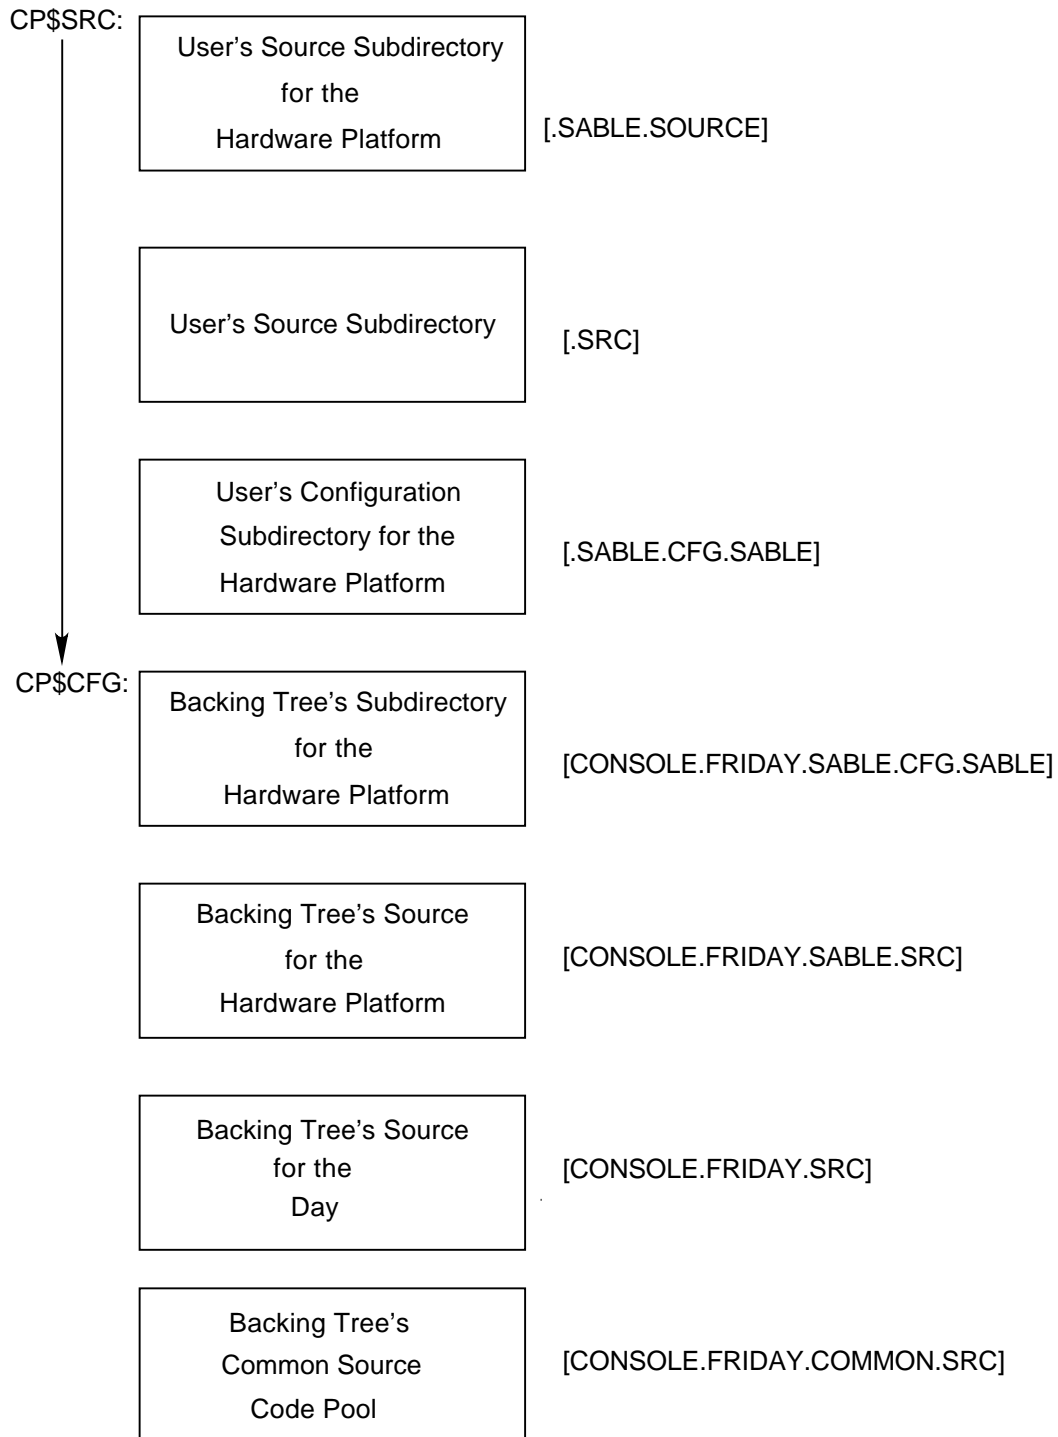 CP$SRC:
User’s Source Subdirectory
for the
Hardware Platform
[.SABLE.SOURCE]
User’s Source Subdirectory
[.SRC]
User’s Configuration
Subdirectory for the
Hardware Platform
[.SABLE.CFG.SABLE]
CP$CFG:
Backing Tree’s Subdirectory
for the
Hardware Platform
[CONSOLE.FRIDAY.SABLE.CFG.SABLE]
Backing Tree’s Source
for the
Hardware Platform
[CONSOLE.FRIDAY.SABLE.SRC]
Backing Tree’s Source
for the
Day
[CONSOLE.FRIDAY.SRC]
Backing Tree’s
Common Source
Code Pool
[CONSOLE.FRIDAY.COMMON.SRC]